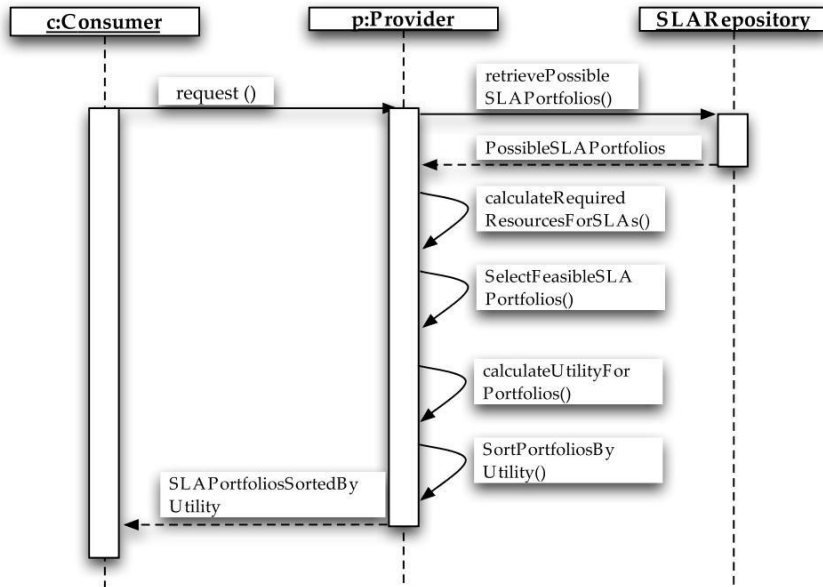 c:Consumer
p:Provider
SLARepository
request ()
retrievePossible
SLAPortfolios()
PossibleSLAPortfolios
calculateRequired
ResourcesForSLAs()
SelectFeasibleSLA
Portfolios()
calculateUtilityFor
Portfolios()
SortPortfoliosBy
Utility()
SLAPortfoliosSortedBy
Utility